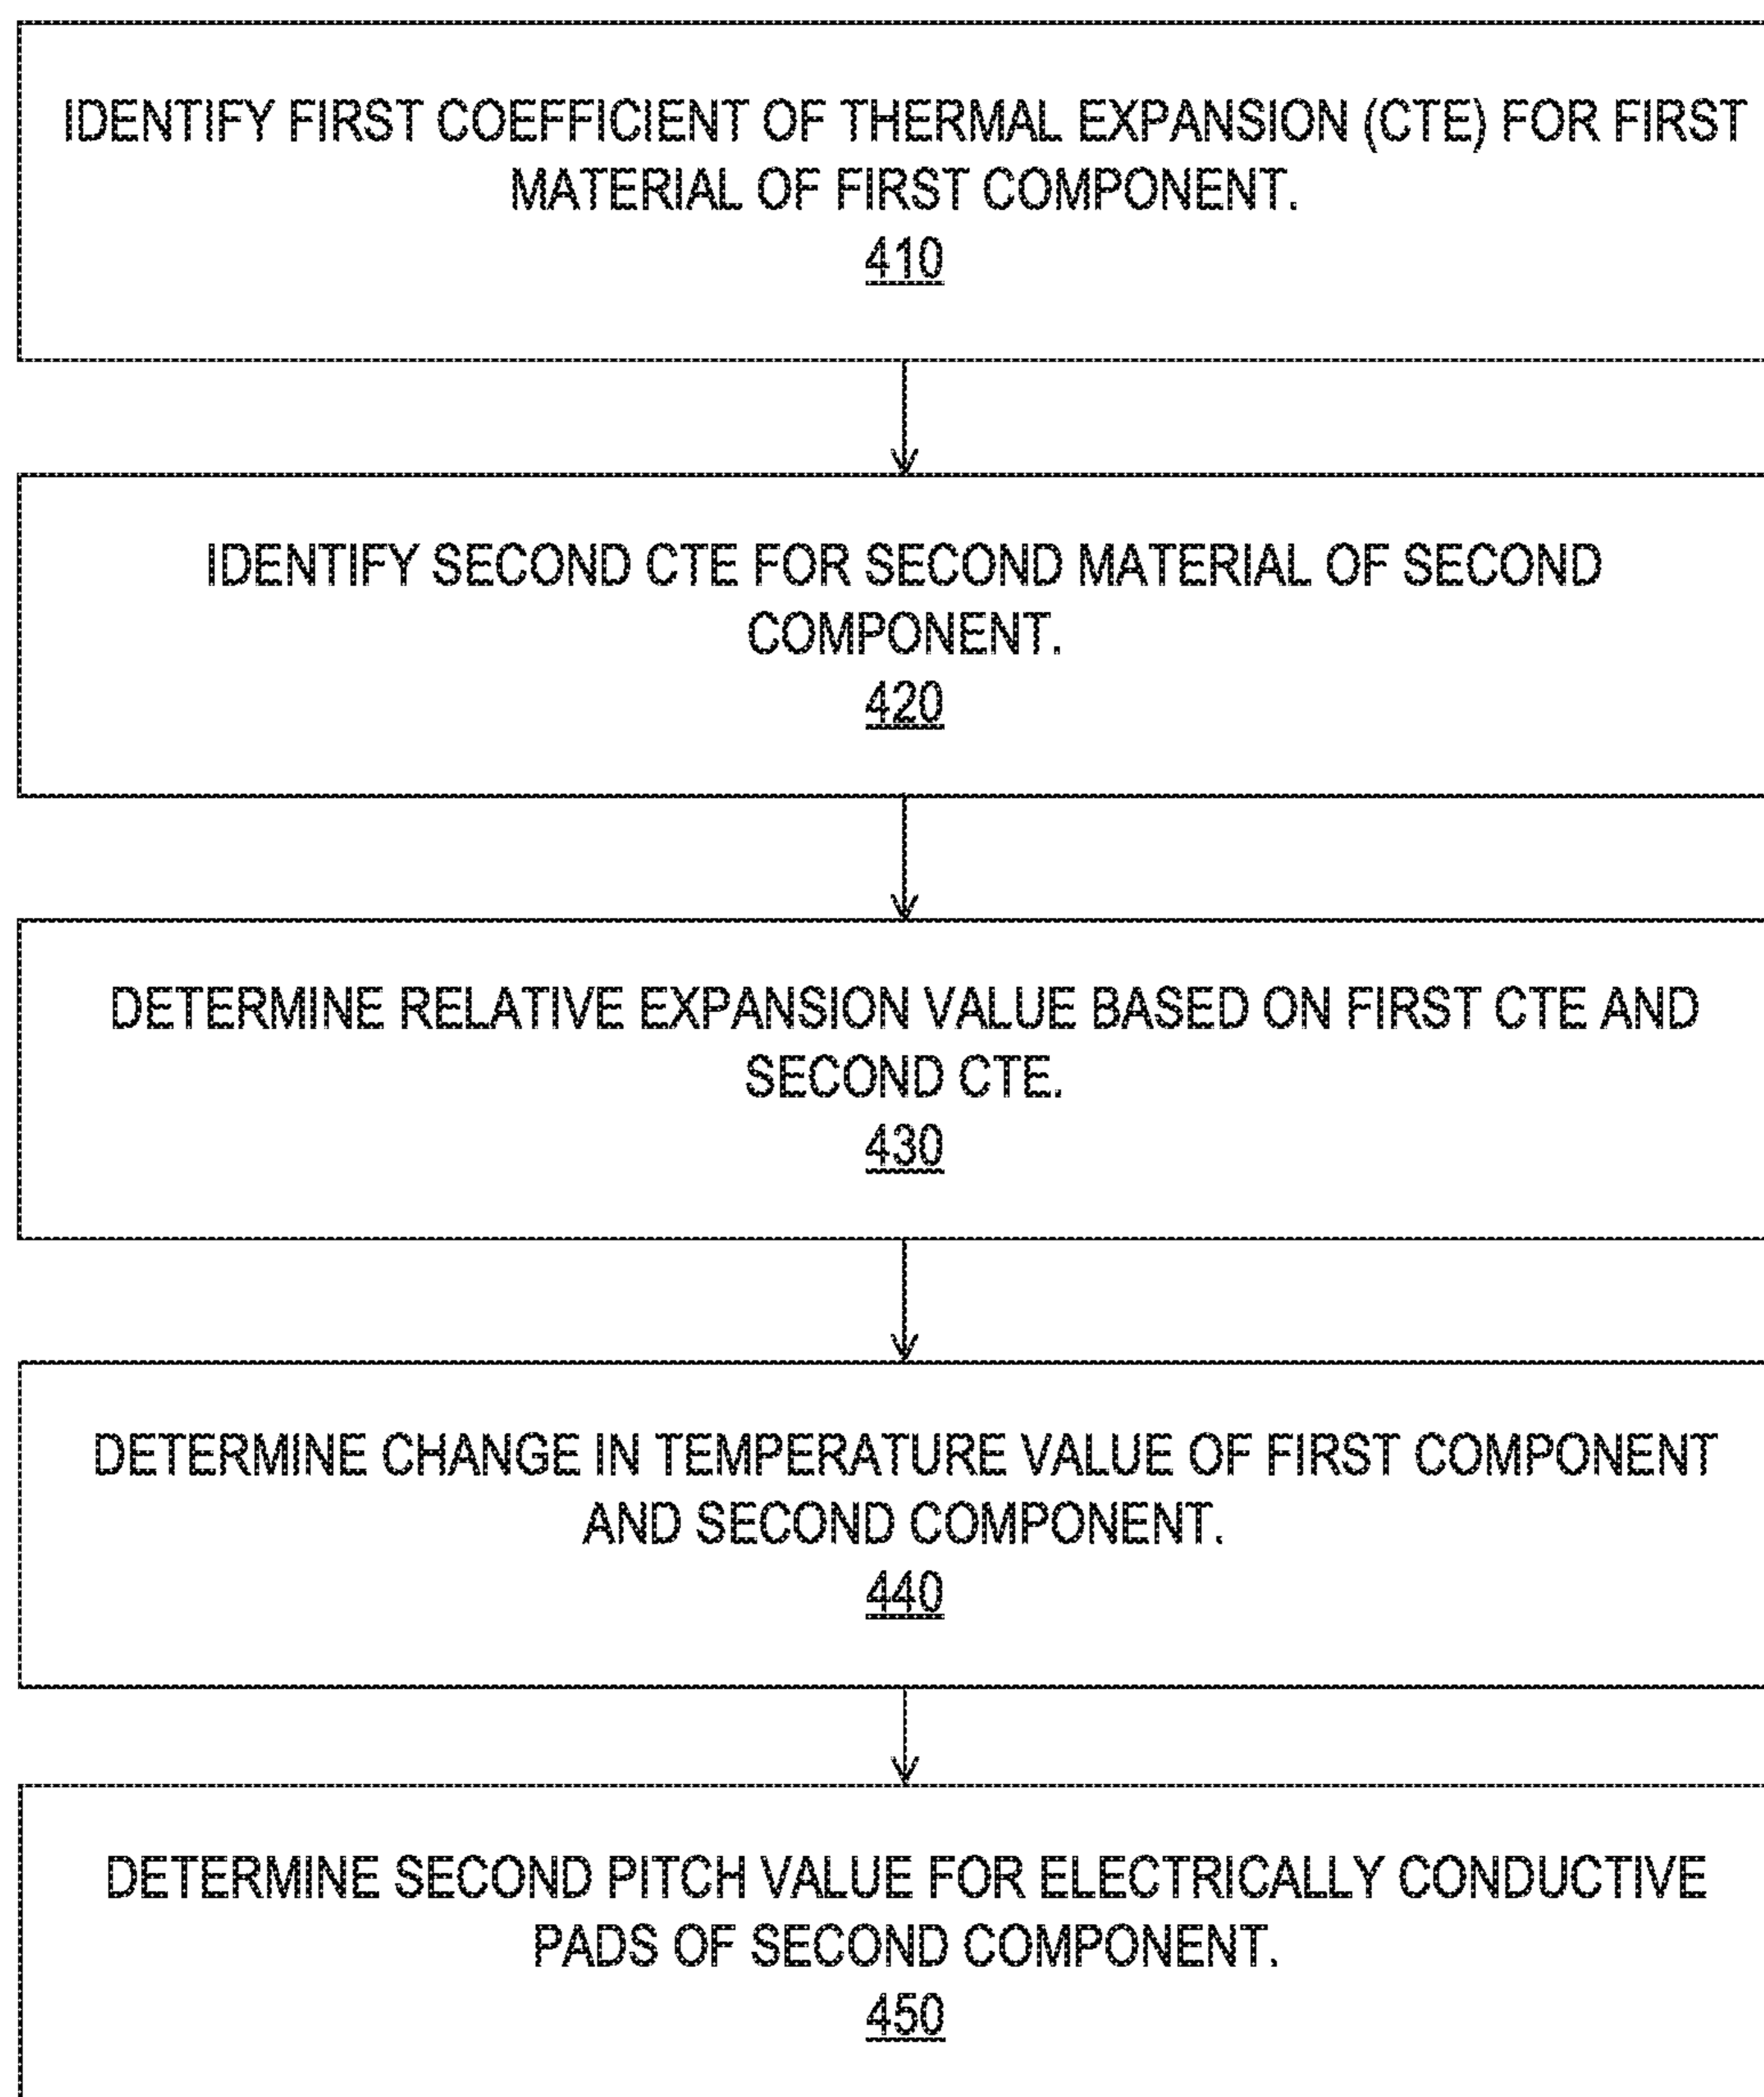 IDENTIFY FIRST COEFFICIENT OF THERMAL EXPANSION (CTE) FOR FIRST
MATERIAL OF FIRST COMPONENT.
410
IDENTIFY SECOND CTE FOR SECOND MATERIAL OF SECOND
COMPONENT.
420
DETERMINE RELATIVE EXPANSION VALUE BASED ON FIRST CTE AND
SECOND CTE.
430
DETERMINE CHANGE IN TEMPERATURE VALUE OF FIRST COMPONENT
AND SECOND COMPONENT.
440
DETERMINE SECOND PITCH VALUE FOR ELECTRICALLY CONDUCTIVE
PADS OF SECOND COMPONENT.
450